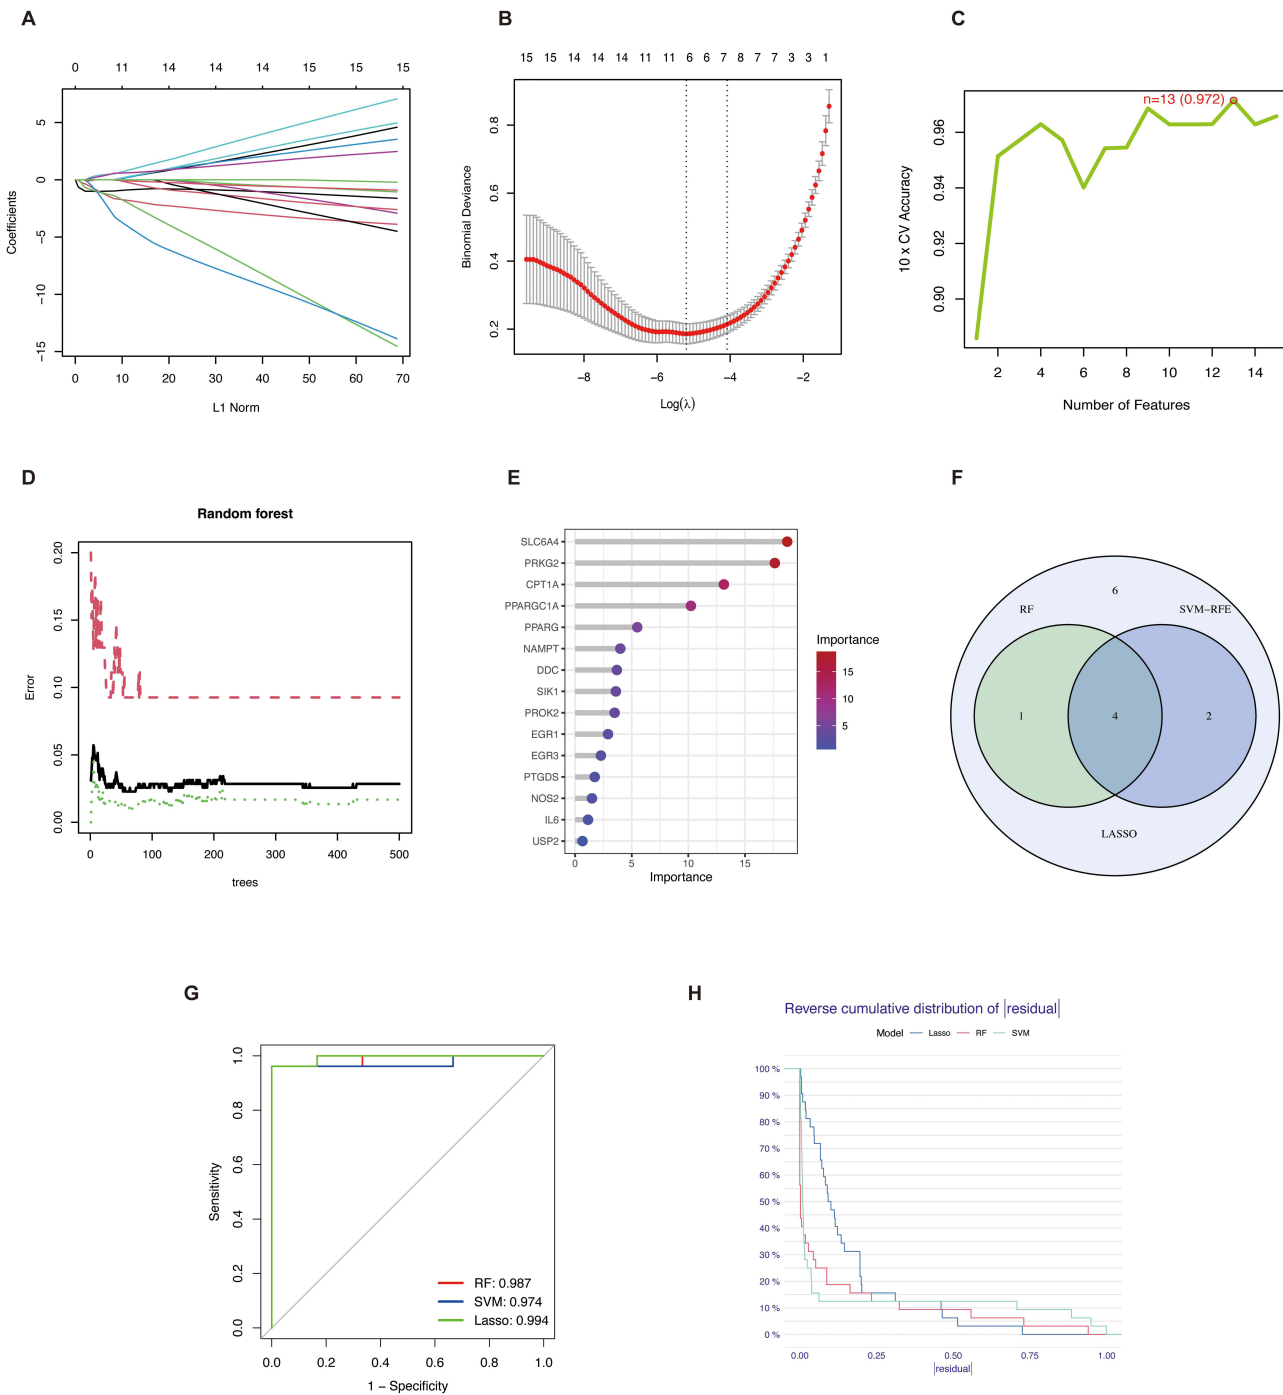 A
0 11 14 14 14 15 15 15
5
0
−5
−10
−15
Coefficients
0 10 20 30 40 50 60 70
L1 Norm
B
15 15 14 14 14 14 11 11 6 6 7 8 7 7 3 3 1
0.8
0.6
0.4
0.2
Binomial Deviance
−8 −6 −4 −2
Log(λ)
C
n=13 (0.972)
0.96
0.94
0.92
0.90
10 x CV Accuracy
2 4 6 8 10 12 14
Number of Features
D
Random forest
0.20
0.15
0.10
0.05
0.00
Error
0 100 200 300 400 500
trees
E
SLC6A4
PRKG2
CPT1A
PPARGC1A
PPARG
NAMPT
DDC
SIK1
PROK2
EGR1
EGR3
PTGDS
NOS2
IL6
USP2
0 5 10 15
Importance
Importance
15
10
5
F
6
RF SVM−RFE
1 4 2
LASSO
G
1.0
0.8
0.6
0.4
0.2
0.0
Sensitivity
RF: 0.987
SVM: 0.974
Lasso: 0.994
0.0 0.2 0.4 0.6 0.8 1.0
1 − Specificity
H
Reverse cumulative distribution of |residual|
Model Lasso RF SVM
100 %
90 %
80 %
70 %
60 %
50 %
40 %
30 %
20 %
10 %
0 %
0.00 0.25 0.50 0.75 1.00
|residual|